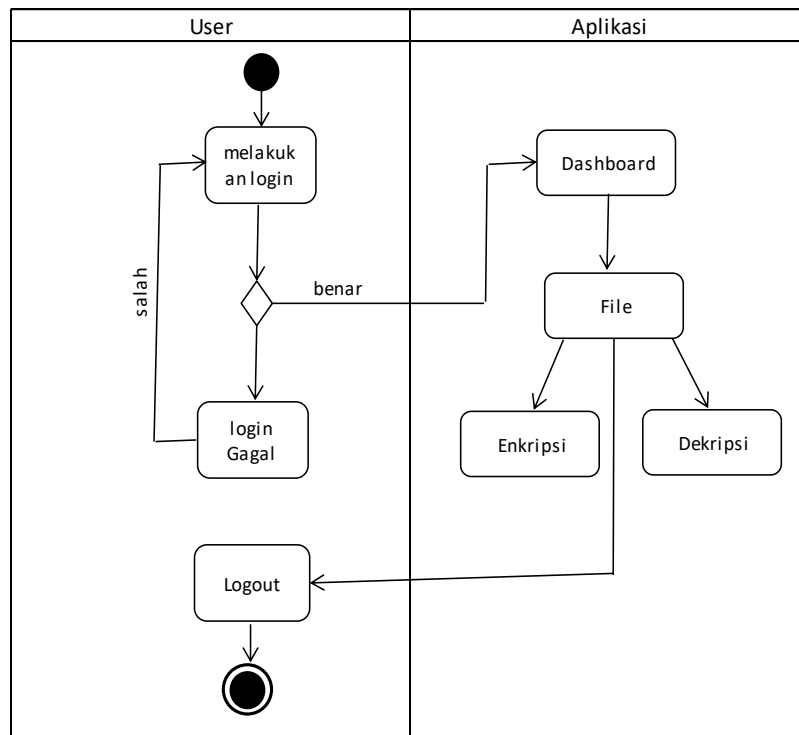 User
Aplikasi
melakuk
an login
Dashboard
benar
salah
File
login
Gagal
Enkripsi
Dekripsi
Logout